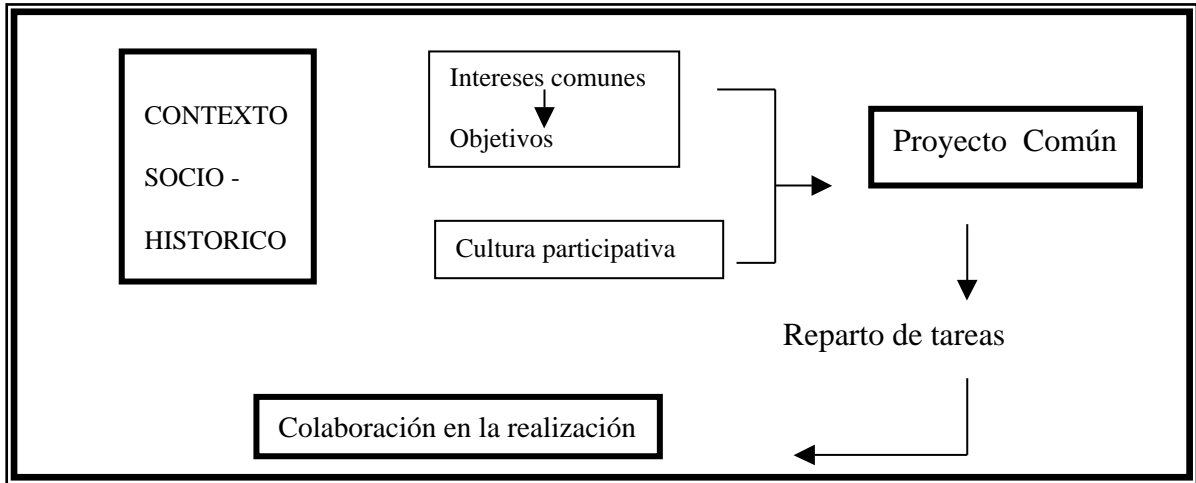 CONTEXTO
SOCIO -
HISTORICO
Intereses comunes
Objetivos
Cultura participativa
Proyecto Común
Reparto de tareas
Colaboración en la realización